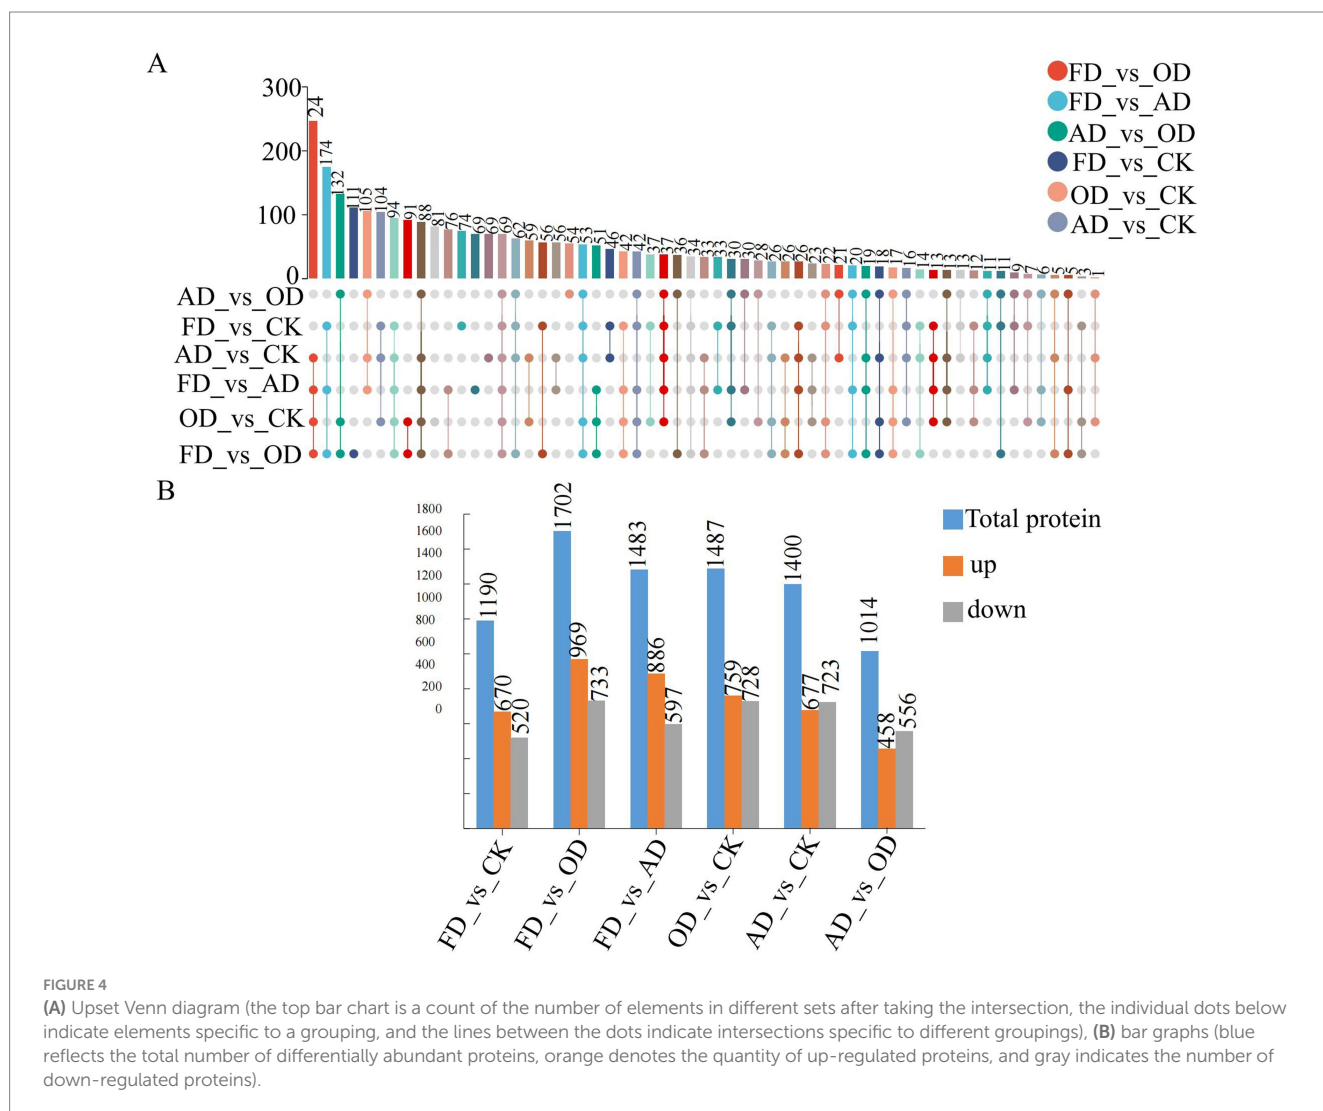 A
FD_vs_OD
FD_vs_AD
AD_vs_OD
FD_vs_CK
OD_vs_CK
AD_vs_CK
300
200
100
0
24 174 132 111 105 104 94 91 88 81 76 74 69 69 69 62 59 56 56 54 53 51 46 42 42 37 37 36 34 33 33 30 30 28 26 26 26 23 22 21 20 19 18 17 16 14 13 13 13 12 11 11 9 7 6 5 5 3 1
AD_vs_OD
FD_vs_CK
AD_vs_CK
FD_vs_AD
OD_vs_CK
FD_vs_OD
B
1800
1600
1400
1200
1000
800
600
400
200
0
1190 670 520
1702 969 733
1483 886 597
1487 759 728
1400 677 723
1014 458 556
Total protein
up
down
FD_vs_CK
FD_vs_OD
FD_vs_AD
OD_vs_CK
AD_vs_CK
AD_vs_OD
FIGURE 4
(A) Upset Venn diagram (the top bar chart is a count of the number of elements in different sets after taking the intersection, the individual dots below
indicate elements specific to a grouping, and the lines between the dots indicate intersections specific to different groupings), (B) bar graphs (blue
reflects the total number of differentially abundant proteins, orange denotes the quantity of up-regulated proteins, and gray indicates the number of
down-regulated proteins).